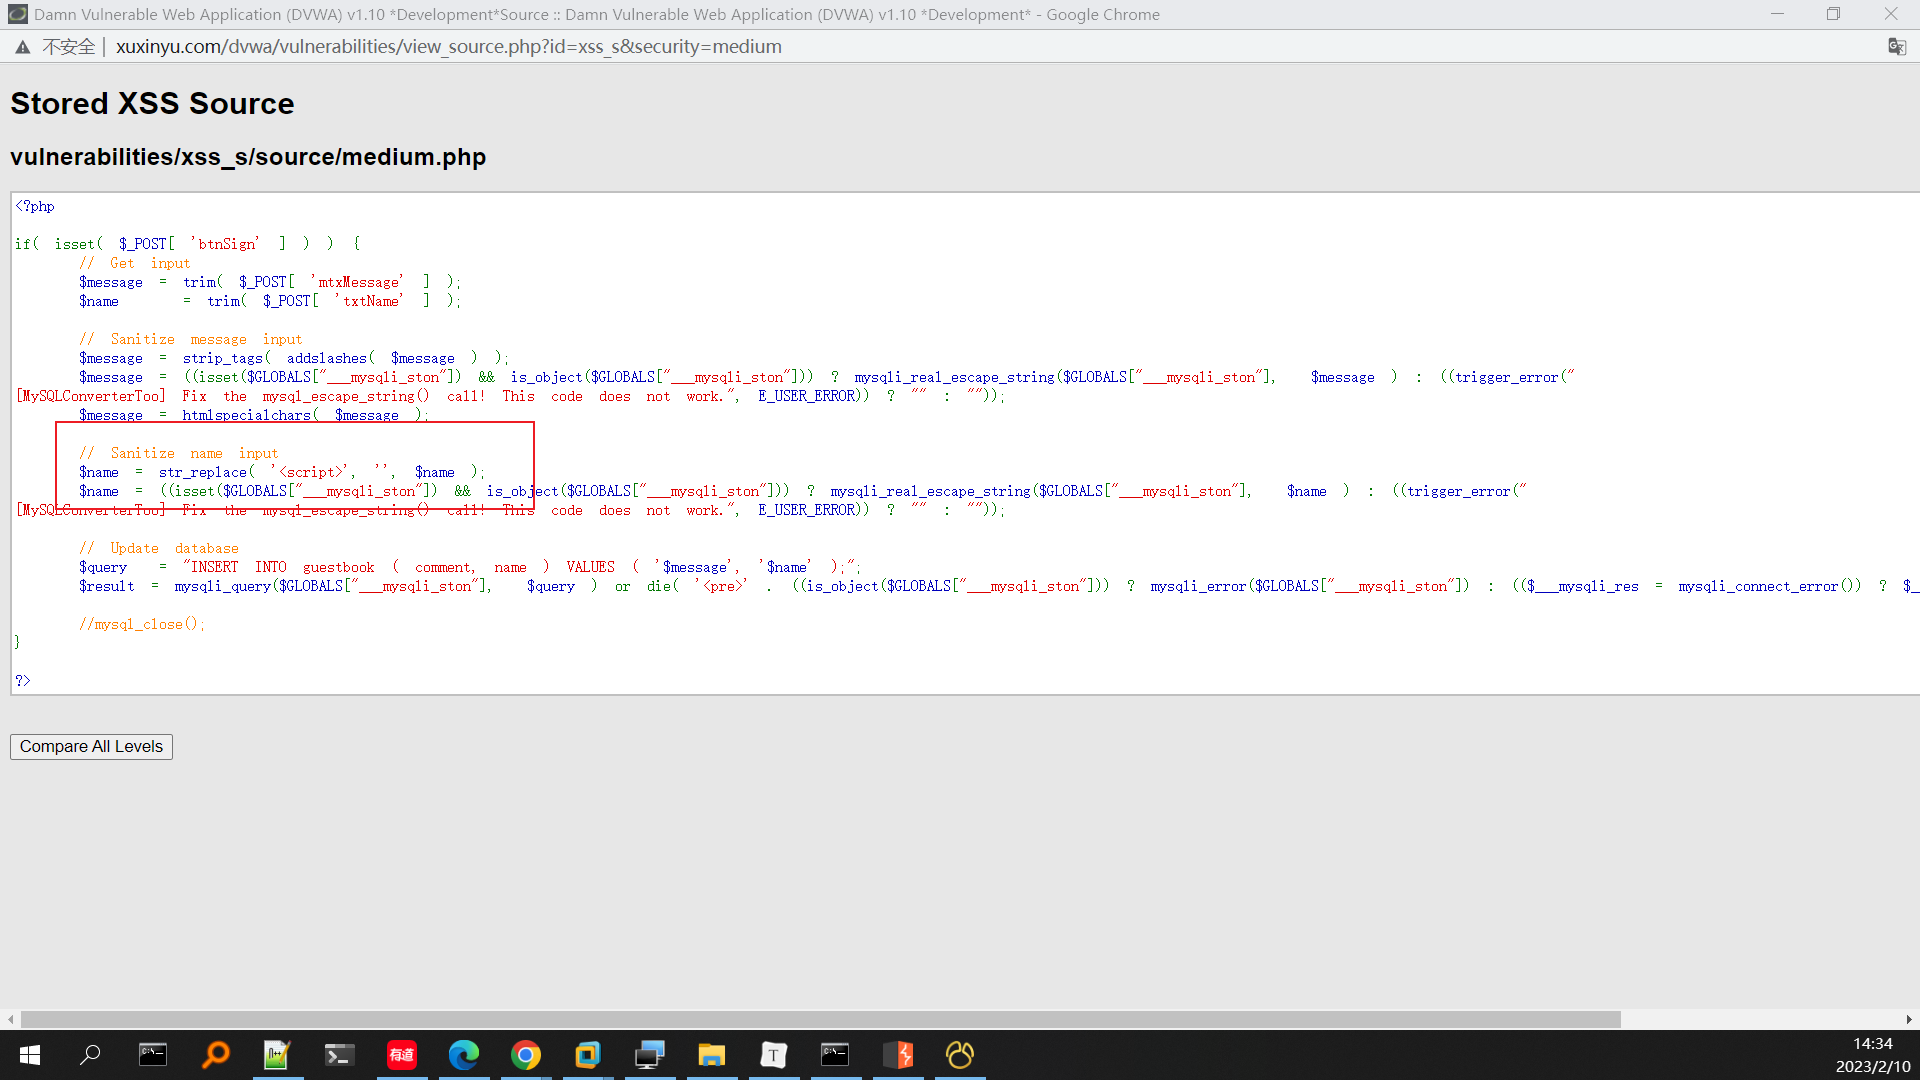 Damn Vulnerable Web Application (DVWA) v1.10 *Development*Source :: Damn Vulnerable Web Application (DVWA) v1.10 *Development* - Google Chrome
不安全 | xuxinyu.com/dvwa/vulnerabilities/view_source.php?id=xss_s&security=medium
Stored XSS Source
vulnerabilities/xss_s/source/medium.php
<?php
if( isset( $_POST[ 'btnSign' ] ) ) {
// Get input
$message = trim( $_POST[ 'mtxMessage' ] );
$name = trim( $_POST[ 'txtName' ] );
// Sanitize message input
$message = strip_tags( addslashes( $message ) );
$message = ((isset($GLOBALS["___mysqli_ston"]) && is_object($GLOBALS["___mysqli_ston"])) ? mysqli_real_escape_string($GLOBALS["___mysqli_ston"], $message ) : ((trigger_error("
[MySQLConverterToo] Fix the mysql_escape_string() call! This code does not work.", E_USER_ERROR)) ? "" : ""));
$message = htmlspecialchars( $message );
// Sanitize name input
$name = str_replace( '<script>', '', $name );
$name = ((isset($GLOBALS["___mysqli_ston"]) && is_object($GLOBALS["___mysqli_ston"])) ? mysqli_real_escape_string($GLOBALS["___mysqli_ston"], $name ) : ((trigger_error("
[MySQLConverterToo] Fix the mysql_escape_string() call! This code does not work.", E_USER_ERROR)) ? "" : ""));
// Update database
$query = "INSERT INTO guestbook ( comment, name ) VALUES ( '$message', '$name' );";
$result = mysqli_query($GLOBALS["___mysqli_ston"], $query ) or die( '<pre>' . ((is_object($GLOBALS["___mysqli_ston"])) ? mysqli_error($GLOBALS["___mysqli_ston"]) : (($___mysqli_res = mysqli_connect_error()) ? $__
//mysql_close();
}
?>
Compare All Levels
有道
T
14:34
2023/2/10